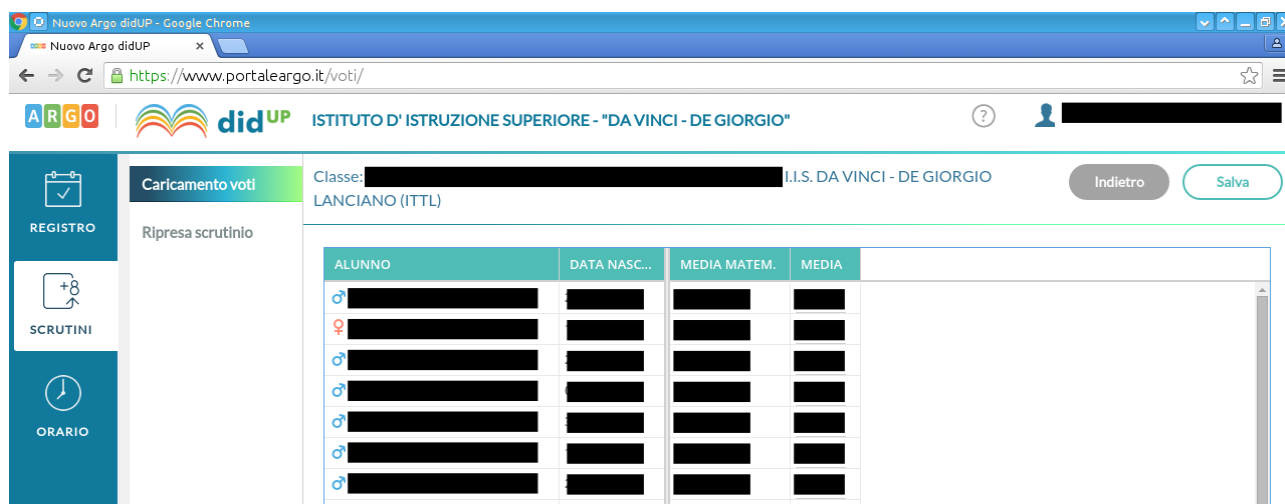 Nuovo Argo didUP - Google Chrome
Nuovo Argo didUP x
https://www.portaleargo.it/voti/
ARGO didUP ISTITUTO D' ISTRUZIONE SUPERIORE - "DA VINCI - DE GIORGIO" ?
REGISTRO
SCRUTINI
+8
ORARIO
Caricamento voti
Ripresa scrutinio
Classe: I.I.S. DA VINCI - DE GIORGIO
LANCIANO (ITTL)
Indietro
Salva
ALUNNO DATA NASC... MEDIA MATEM. MEDIA